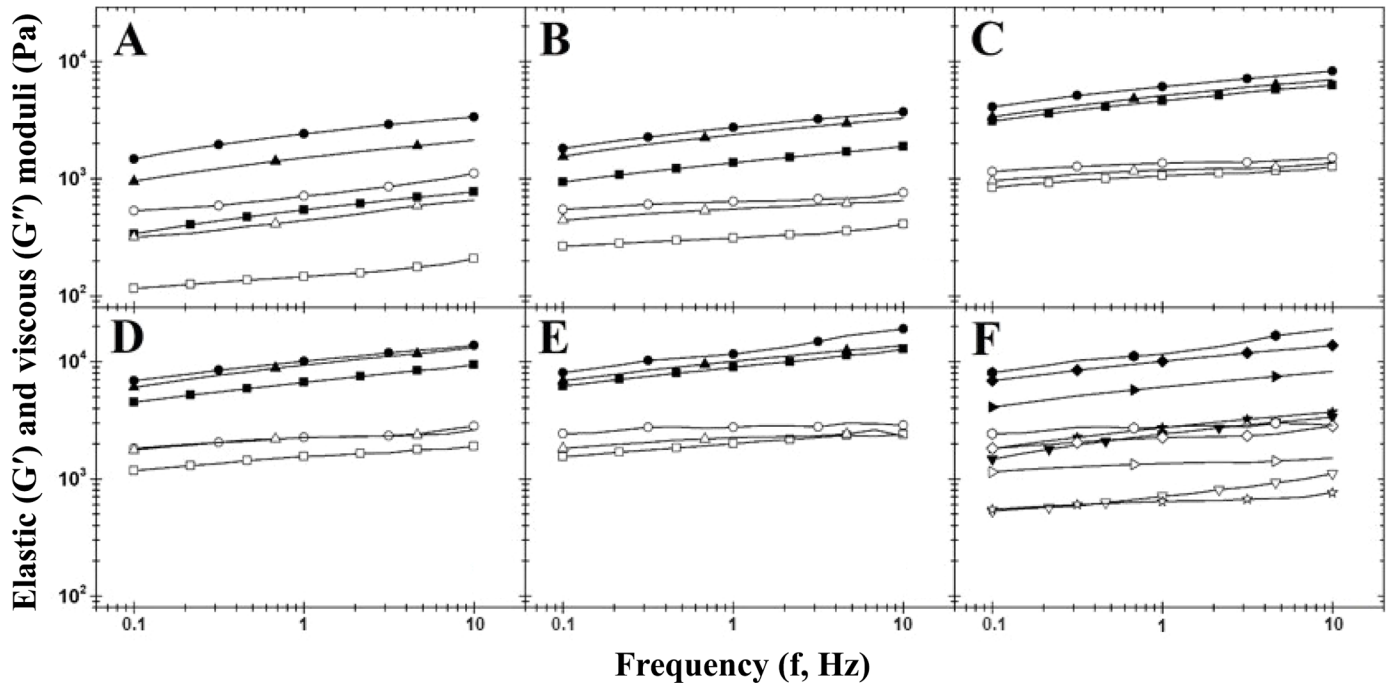 Elastic (G′) and viscous (G″) moduli (Pa)
A
B
C
10⁴
10³
10²
D
E
F
10⁴
10³
10²
0.1 1 10 0.1 1 10 0.1 1 10
Frequency (f, Hz)